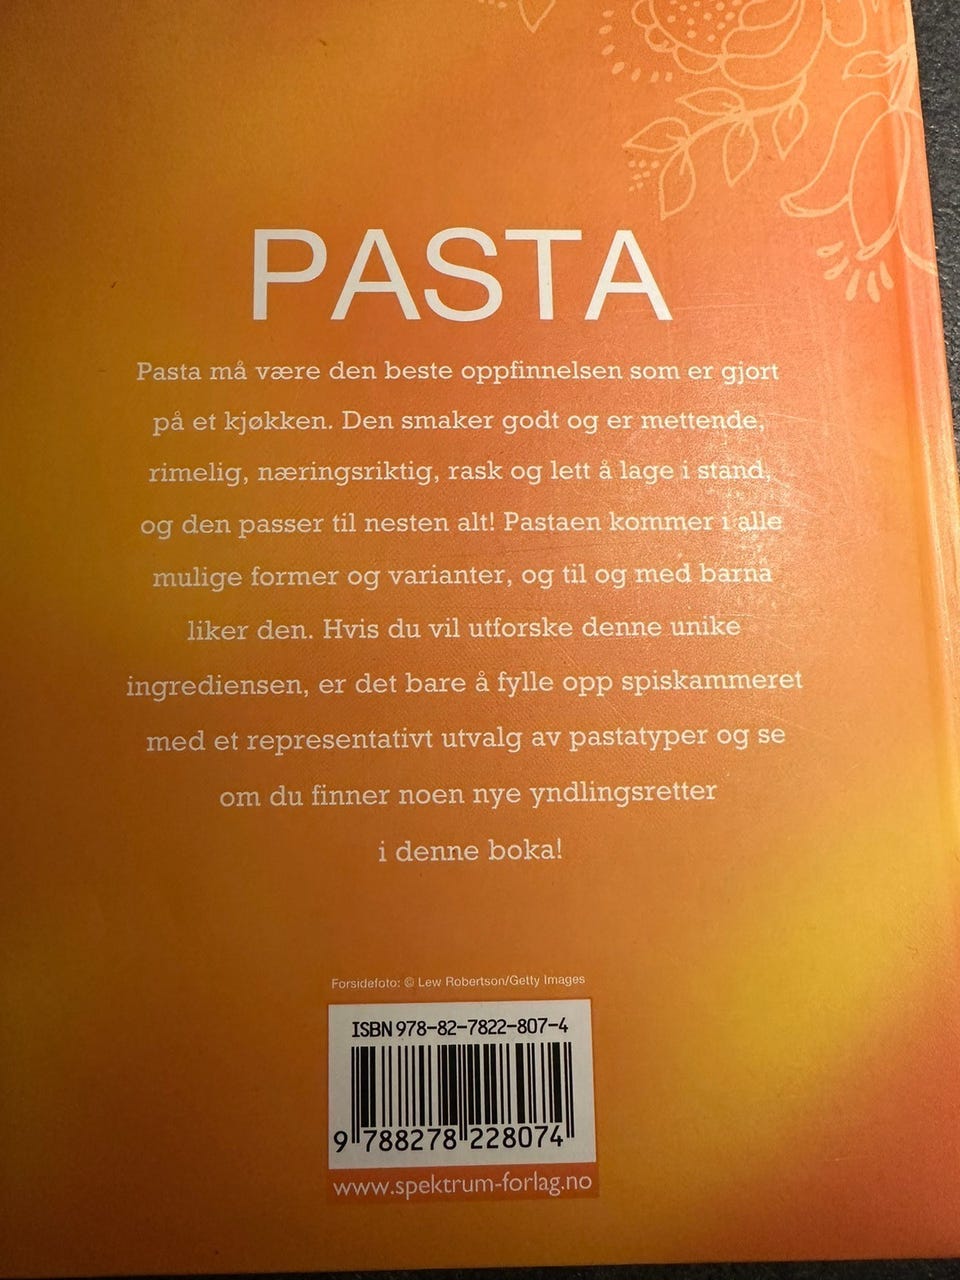 PASTA
Pasta må være den beste oppfinnelsen som er gjort
på et kjøkken. Den smaker godt og er mettende,
rimelig, næringsriktig, rask og lett å lage i stand,
og den passer til nesten alt! Pastaen kommer i alle
mulige former og varianter, og til og med barna
liker den. Hvis du vil utforske denne unike
ingrediensen, er det bare å fylle opp spiskammeret
med et representativt utvalg av pastatyper og se
om du finner noen nye yndlingsretter
i denne boka!
Forsidefoto: © Lew Robertson/Getty Images
ISBN 978-82-7822-807-4
9 788278 228074
www.spektrum-forlag.no